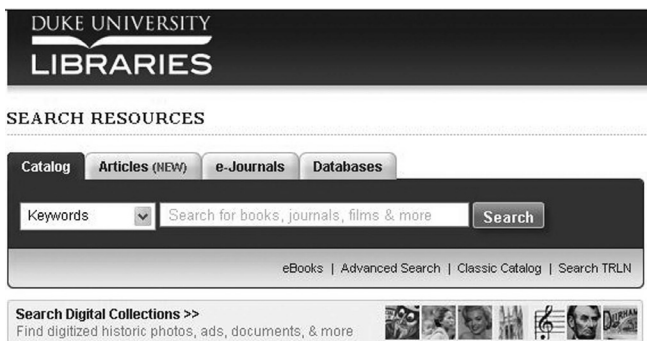 DUKE UNIVERSITY
LIBRARIES
SEARCH RESOURCES
Catalog Articles (NEW) e-Journals Databases
Keywords Search for books, journals, films & more Search
eBooks | Advanced Search | Classic Catalog | Search TRLN
Search Digital Collections >>
Find digitized historic photos, ads, documents, & more
DURHAM